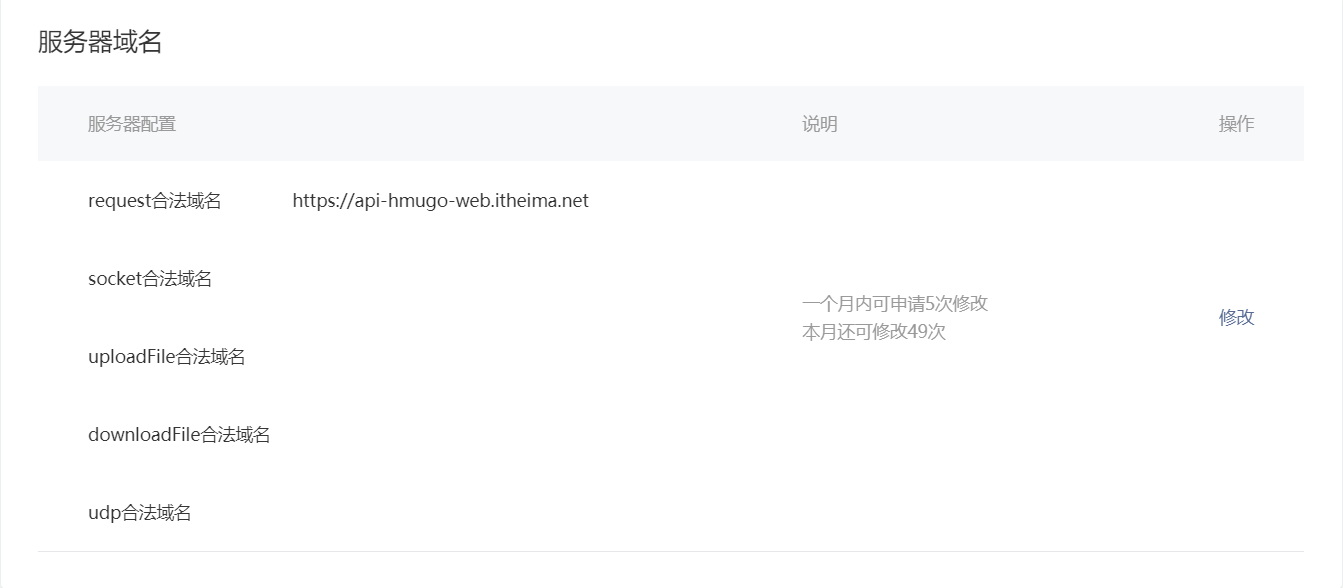 服务器域名
服务器配置 说明 操作
request合法域名 https://api-hmugo-web.itheima.net
socket合法域名
uploadFile合法域名
downloadFile合法域名
udp合法域名
一个月内可申请5次修改
本月还可修改49次
修改